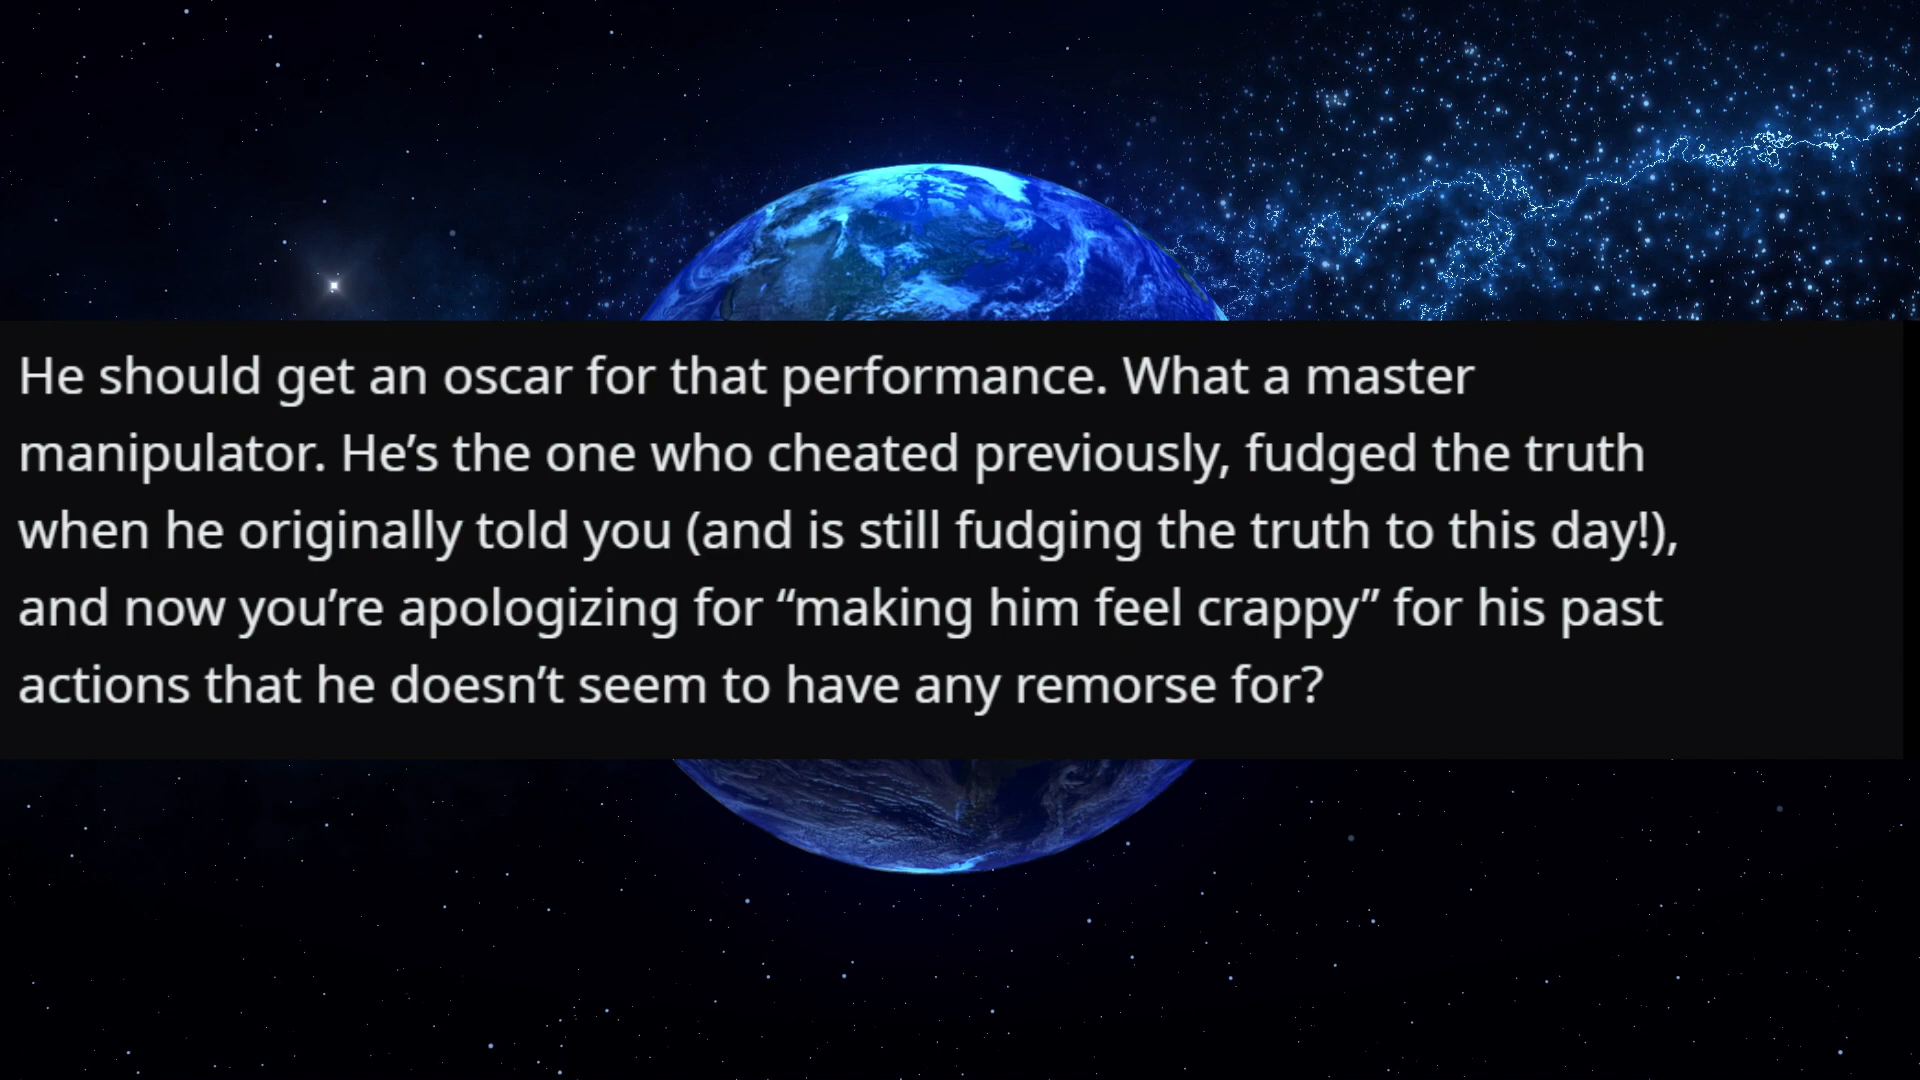 He should get an oscar for that performance. What a master
manipulator. He’s the one who cheated previously, fudged the truth
when he originally told you (and is still fudging the truth to this day!),
and now you’re apologizing for “making him feel crappy” for his past
actions that he doesn’t seem to have any remorse for?